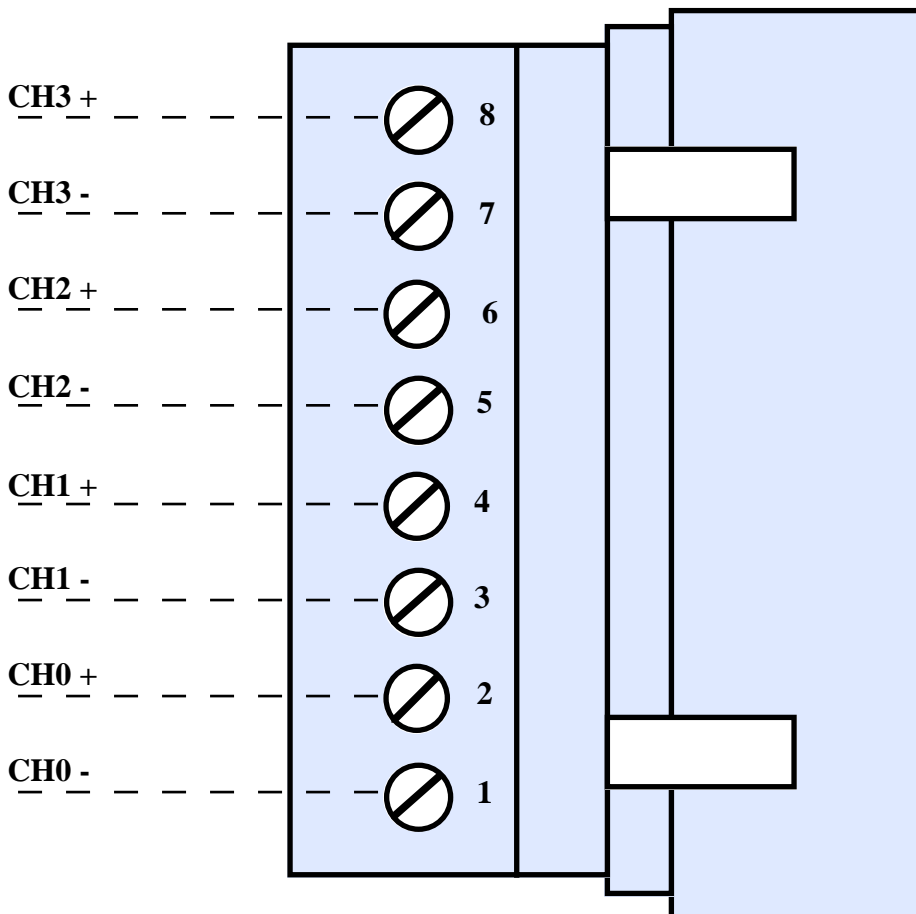 CH3 + 8
CH3 - 7
CH2 + 6
CH2 - 5
CH1 + 4
CH1 - 3
CH0 + 2
CH0 - 1